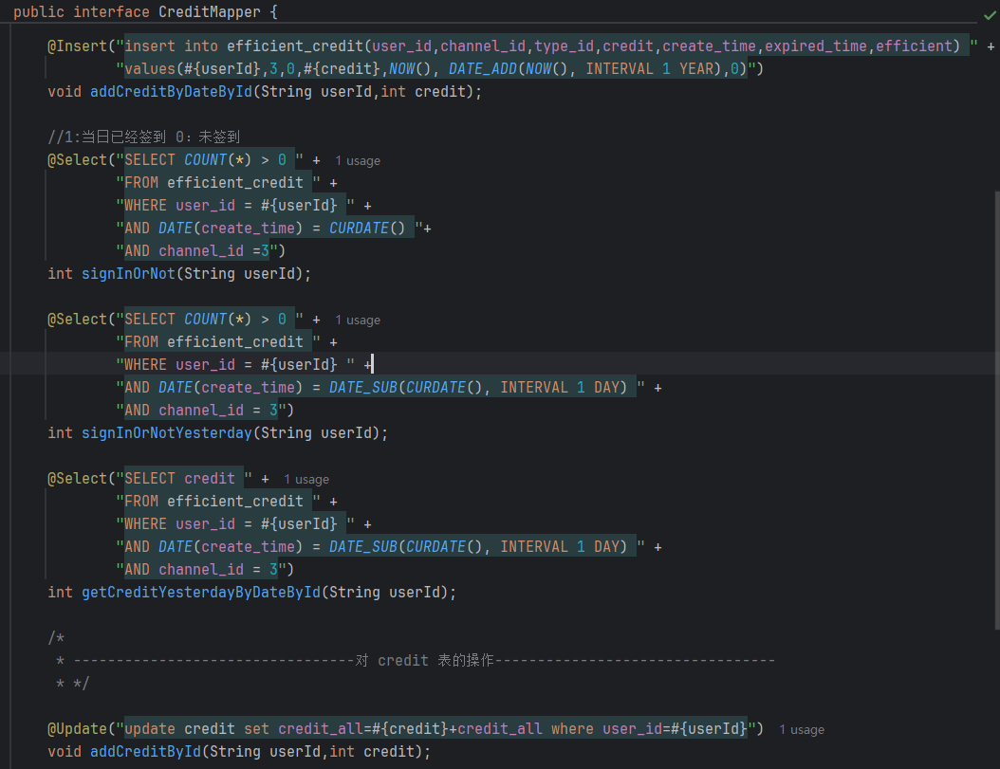 public interface CreditMapper {
@Insert("insert into efficient_credit(user_id,channel_id,type_id,credit,create_time,expired_time,efficient) " +
"values(#{userId},3,0,#{credit},NOW(), DATE_ADD(NOW(), INTERVAL 1 YEAR),0)")
void addCreditByDateById(String userId,int credit);
//1:当日已经签到 0：未签到
@Select("SELECT COUNT(*) > 0 " + 1 usage
"FROM efficient_credit " +
"WHERE user_id = #{userId} " +
"AND DATE(create_time) = CURDATE() "+
"AND channel_id =3")
int signInOrNot(String userId);
@Select("SELECT COUNT(*) > 0 " + 1 usage
"FROM efficient_credit " +
"WHERE user_id = #{userId} " +
"AND DATE(create_time) = DATE_SUB(CURDATE(), INTERVAL 1 DAY) " +
"AND channel_id = 3")
int signInOrNotYesterday(String userId);
@Select("SELECT credit " + 1 usage
"FROM efficient_credit " +
"WHERE user_id = #{userId} " +
"AND DATE(create_time) = DATE_SUB(CURDATE(), INTERVAL 1 DAY) " +
"AND channel_id = 3")
int getCreditYesterdayByDateById(String userId);
/*
* ---------------------------------对 credit 表的操作---------------------------------
* */
@Update("update credit set credit_all=#{credit}+credit_all where user_id=#{userId}") 1 usage
void addCreditById(String userId,int credit);